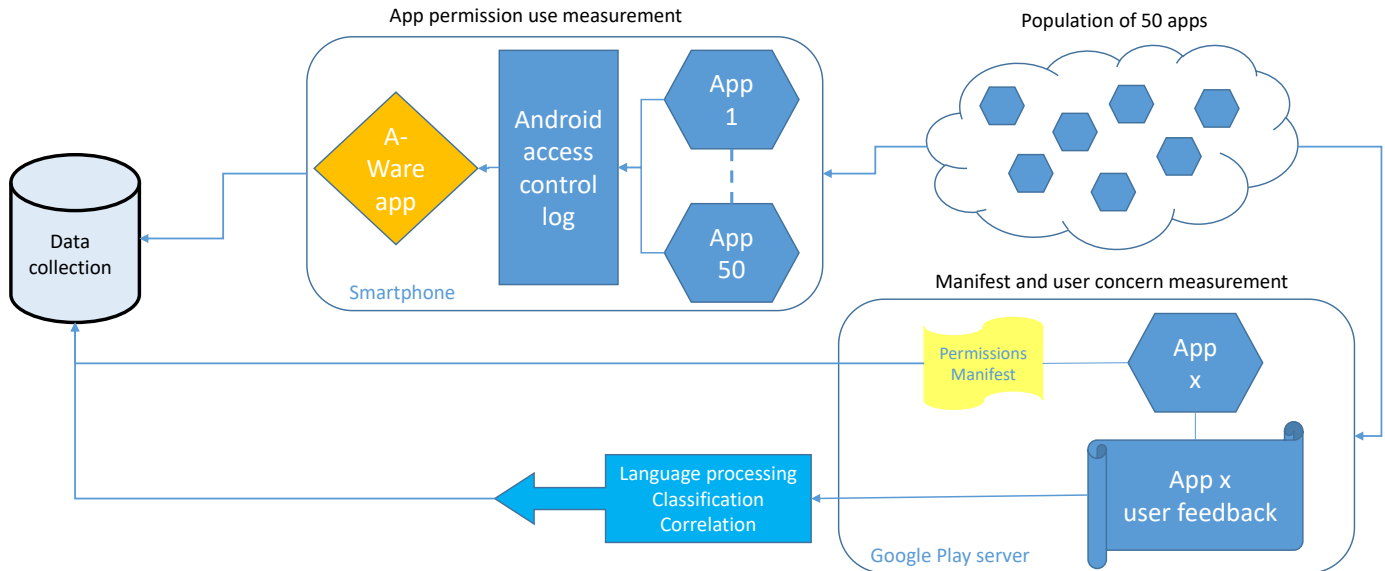 App permission use measurement
Population of 50 apps
A-
Ware
app
Android
access
control
log
App
1
App
50
Smartphone
Data
collection
Manifest and user concern measurement
Permissions
Manifest
App
x
App x
user feedback
Language processing
Classification
Correlation
Google Play server